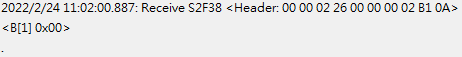 2022/2/24 11:02:00.887: Receive S2F38 <Header: 00 00 02 26 00 00 00 02 B1 0A>
<B[1] 0x00>
.